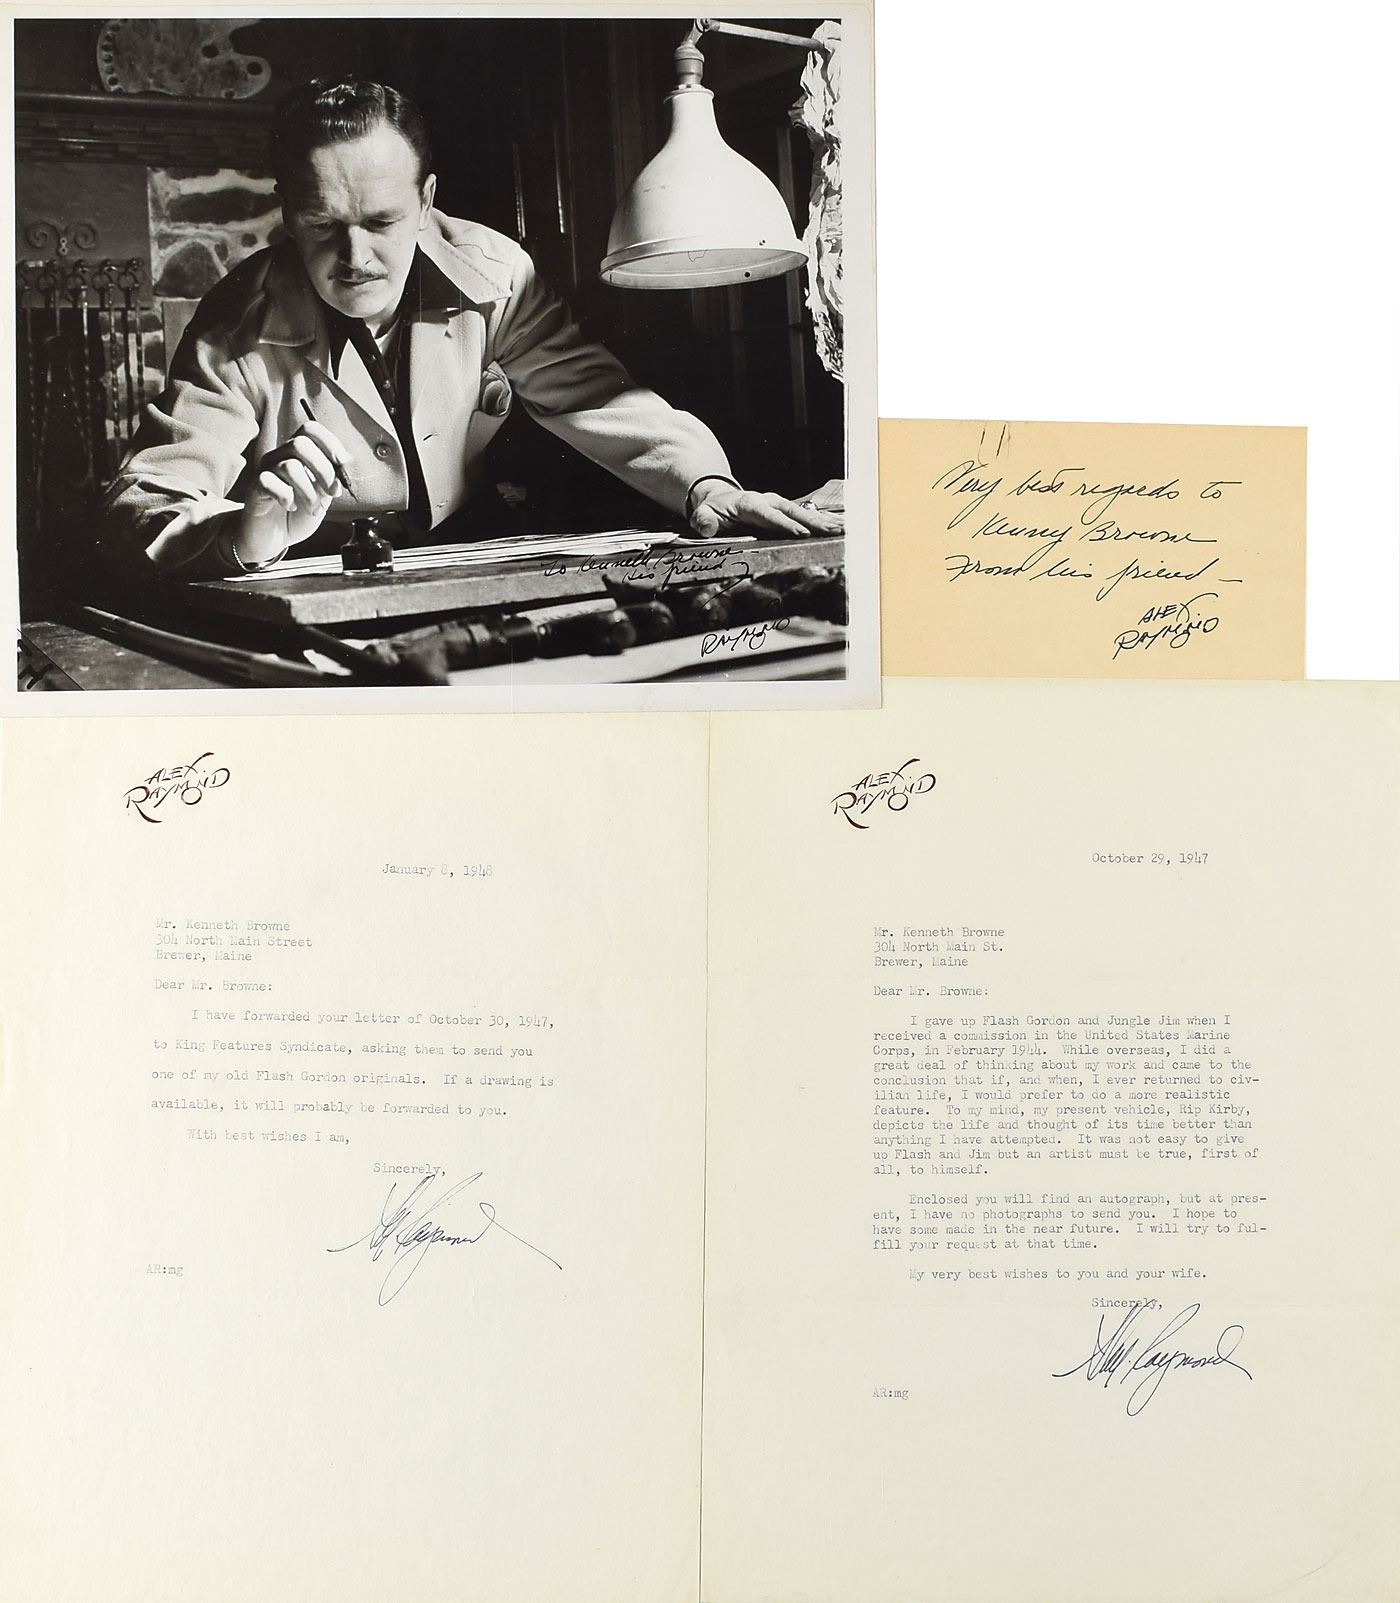 To Kenneth Browne
his friend
RAYMOND
Very best regards to
Kenny Browne
From his friend —
ALEX
RAYMOND
ALEX
RAYMOND
January 8, 1948
Mr. Kenneth Browne
304 North Main Street
Brewer, Maine
Dear Mr. Browne:
I have forwarded your letter of October 30, 1947,
to King Features Syndicate, asking them to send you
one of my old Flash Gordon originals. If a drawing is
available, it will probably be forwarded to you.
With best wishes I am,
Sincerely,
Alex Raymond
AR:mg
ALEX
RAYMOND
October 29, 1947
Mr. Kenneth Browne
304 North Main St.
Brewer, Maine
Dear Mr. Browne:
I gave up Flash Gordon and Jungle Jim when I
received a commission in the United States Marine
Corps, in February 1944. While overseas, I did a
great deal of thinking about my work and came to the
conclusion that if, and when, I ever returned to civ-
ilian life, I would prefer to do a more realistic
feature. To my mind, my present vehicle, Rip Kirby,
depicts the life and thought of its time better than
anything I have attempted. It was not easy to give
up Flash and Jim but an artist must be true, first of
all, to himself.
Enclosed you will find an autograph, but at pres-
ent, I have no photographs to send you. I hope to
have some made in the near future. I will try to ful-
fill your request at that time.
My very best wishes to you and your wife.
Sincerely,
Alex Raymond
AR:mg